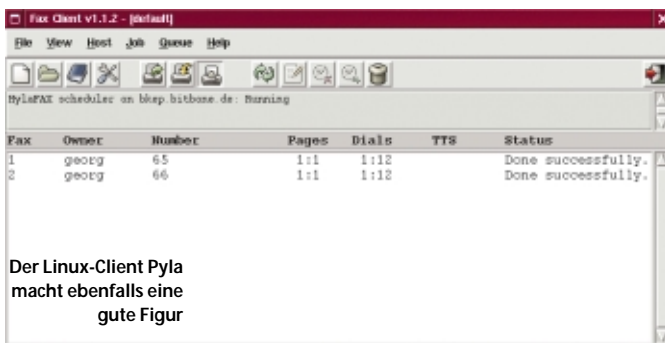 Fax Client v1.1.2 - [default]
File View Host Job Queue Help
HylaFAX scheduler on bkep.bitbone.de: Running
Fax Owner Number Pages Dials TTS Status
1 georg 65 1:1 1:12 Done successfully.
2 georg 66 1:1 1:12 Done successfully.
Der Linux-Client Pyla
macht ebenfalls eine
gute Figur